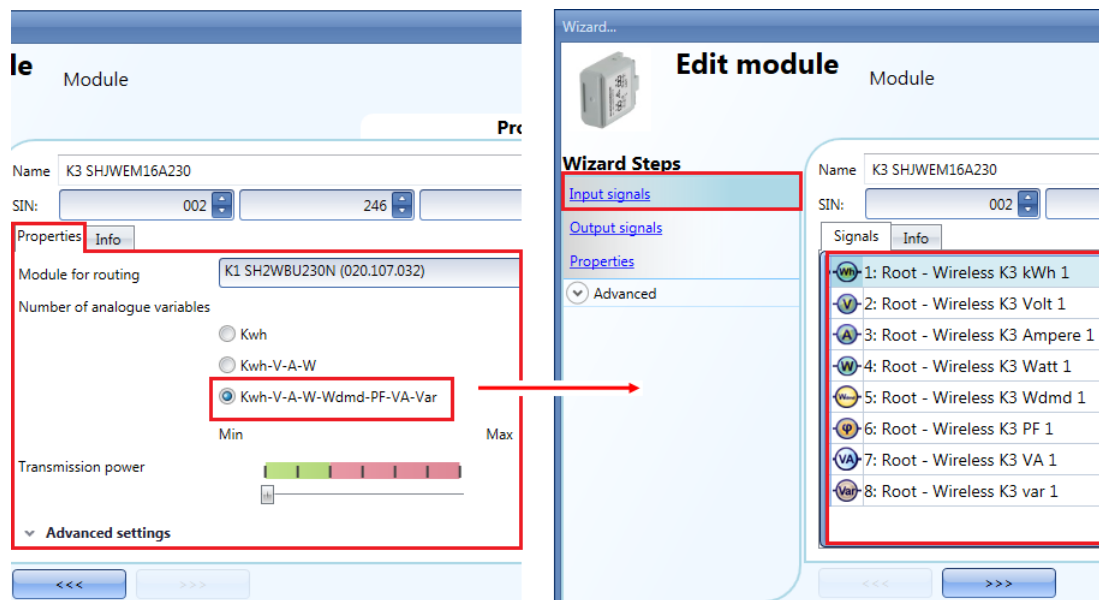 le
Module
Pro
Name K3 SHJWEM16A230
SIN: 002 246
Properties Info
Module for routing K1 SH2WBU230N (020.107.032)
Number of analogue variables
Kwh
Kwh-V-A-W
Kwh-V-A-W-Wdmd-PF-VA-Var
Min Max
Transmission power
Advanced settings
<<< >>>
Wizard...
Edit module
Module
Wizard Steps
Input signals
Output signals
Properties
Advanced
Name K3 SHJWEM16A230
SIN: 002
Signals Info
Wh 1: Root - Wireless K3 kWh 1
V 2: Root - Wireless K3 Volt 1
A 3: Root - Wireless K3 Ampere 1
W 4: Root - Wireless K3 Watt 1
5: Root - Wireless K3 Wdmd 1
φ 6: Root - Wireless K3 PF 1
VA 7: Root - Wireless K3 VA 1
Var 8: Root - Wireless K3 var 1
<<< >>>